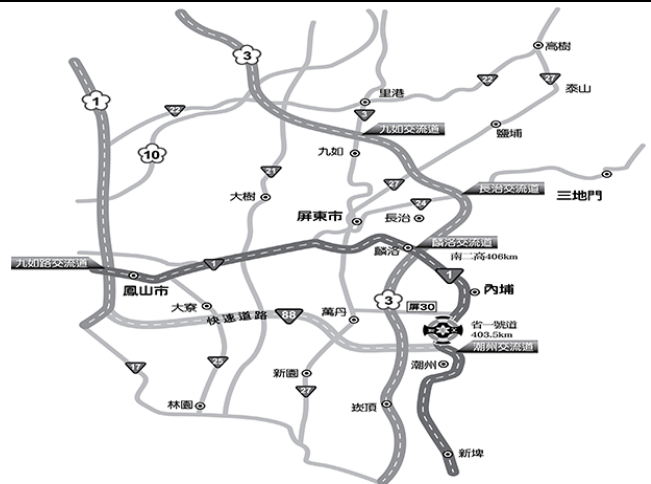 高樹
3
27
泰山
1
22
22
里港
3
九如交流道
鹽埔
10
九如
21
27
長治交流道
三地門
大樹
24
屏東市
長治
麟洛交流道
麟洛
南二高406km
九如路交流道
1
1
鳳山市
內埔
3
屏30
大寮
快速道路
88
萬丹
省一號道
403.5km
潮州交流道
17
25
新園
潮州
27
林園
崁頂
新埤